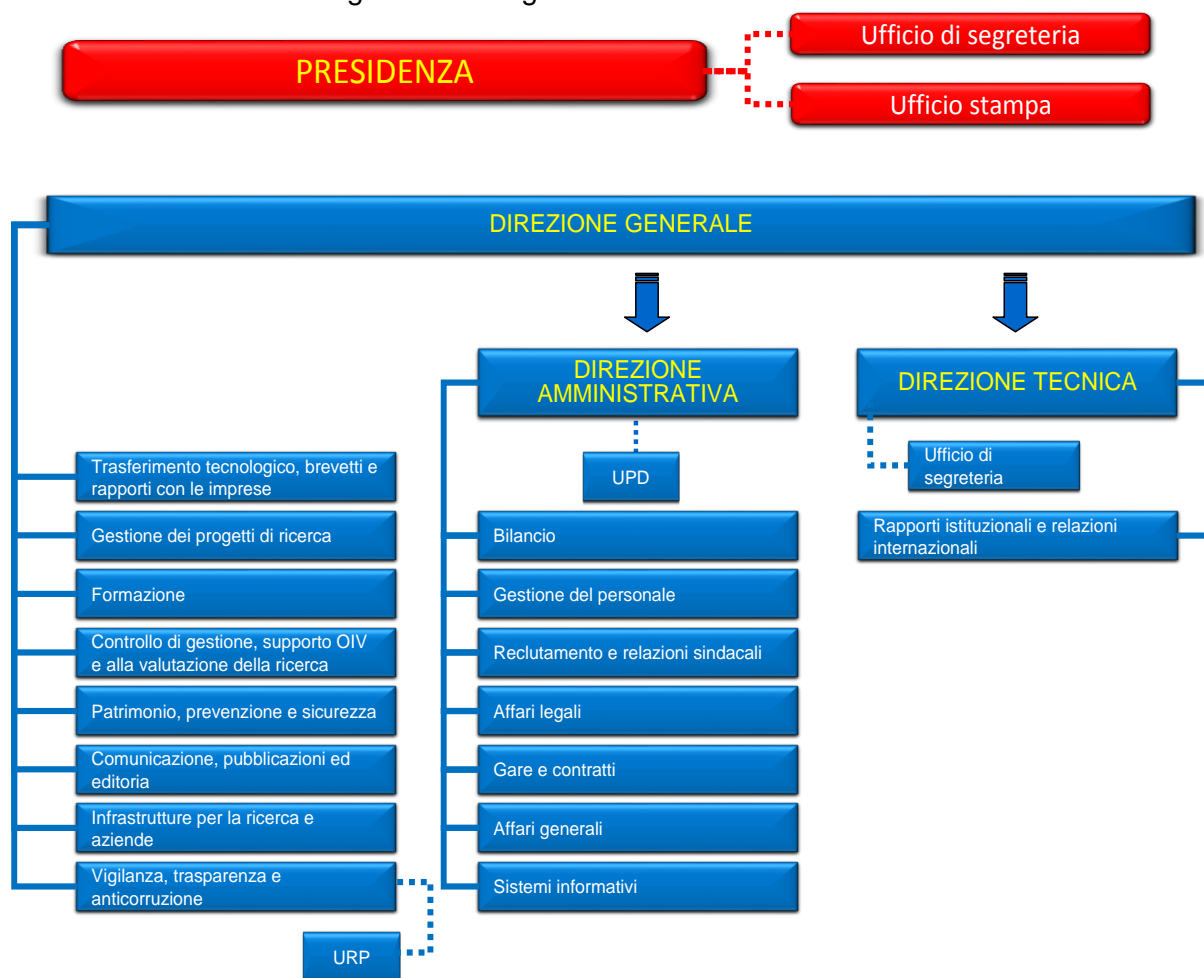 PRESIDENZA
Ufficio di segreteria
Ufficio stampa
DIREZIONE GENERALE
DIREZIONE
AMMINISTRATIVA
DIREZIONE TECNICA
Trasferimento tecnologico, brevetti e
rapporti con le imprese
Gestione dei progetti di ricerca
Formazione
Controllo di gestione, supporto OIV
e alla valutazione della ricerca
Patrimonio, prevenzione e sicurezza
Comunicazione, pubblicazioni ed
editoria
Infrastrutture per la ricerca e
aziende
Vigilanza, trasparenza e
anticorruzione
URP
UPD
Bilancio
Gestione del personale
Reclutamento e relazioni sindacali
Affari legali
Gare e contratti
Affari generali
Sistemi informativi
Ufficio di
segreteria
Rapporti istituzionali e relazioni
internazionali